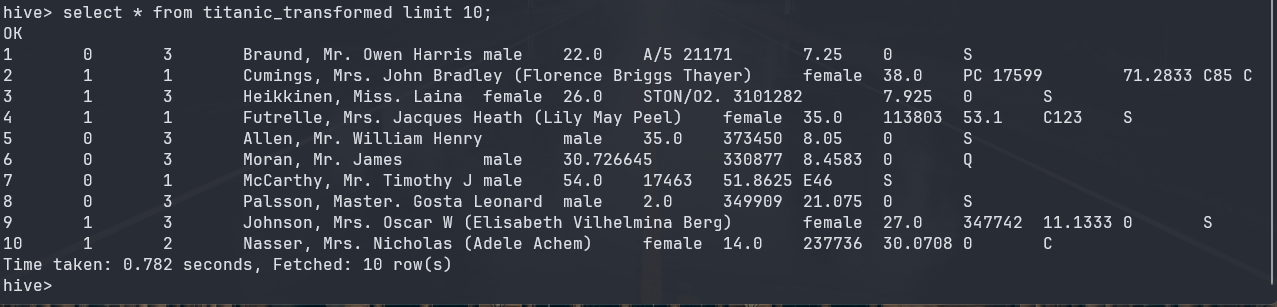 hive> select * from titanic_transformed limit 10;
OK
1 0 3 Braund, Mr. Owen Harris male 22.0 A/5 21171 7.25 0 S
2 1 1 Cumings, Mrs. John Bradley (Florence Briggs Thayer) female 38.0 PC 17599 71.2833 C85 C
3 1 3 Heikkinen, Miss. Laina female 26.0 STON/O2. 3101282 7.925 0 S
4 1 1 Futrelle, Mrs. Jacques Heath (Lily May Peel) female 35.0 113803 53.1 C123 S
5 0 3 Allen, Mr. William Henry male 35.0 373450 8.05 0 S
6 0 3 Moran, Mr. James male 30.726645 330877 8.4583 0 Q
7 0 1 McCarthy, Mr. Timothy J male 54.0 17463 51.8625 E46 S
8 0 3 Palsson, Master. Gosta Leonard male 2.0 349909 21.075 0 S
9 1 3 Johnson, Mrs. Oscar W (Elisabeth Vilhelmina Berg) female 27.0 347742 11.1333 0 S
10 1 2 Nasser, Mrs. Nicholas (Adele Achem) female 14.0 237736 30.0708 0 C
Time taken: 0.782 seconds, Fetched: 10 row(s)
hive>